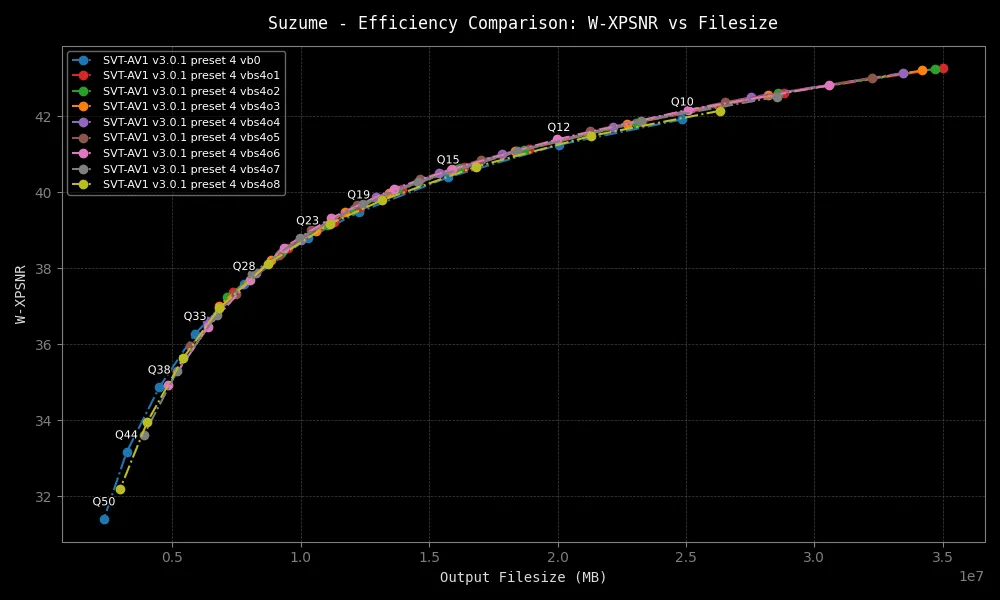 Suzume - Efficiency Comparison: W-XPSNR vs Filesize
SVT-AV1 v3.0.1 preset 4 vb0
SVT-AV1 v3.0.1 preset 4 vbs4o1
SVT-AV1 v3.0.1 preset 4 vbs4o2
SVT-AV1 v3.0.1 preset 4 vbs4o3
SVT-AV1 v3.0.1 preset 4 vbs4o4
SVT-AV1 v3.0.1 preset 4 vbs4o5
SVT-AV1 v3.0.1 preset 4 vbs4o6
SVT-AV1 v3.0.1 preset 4 vbs4o7
SVT-AV1 v3.0.1 preset 4 vbs4o8
Q10
Q12
Q15
Q19
Q23
Q28
Q33
Q38
Q44
Q50
42
40
38
36
34
32
W-XPSNR
0.5 1.0 1.5 2.0 2.5 3.0 3.5
1e7
Output Filesize (MB)